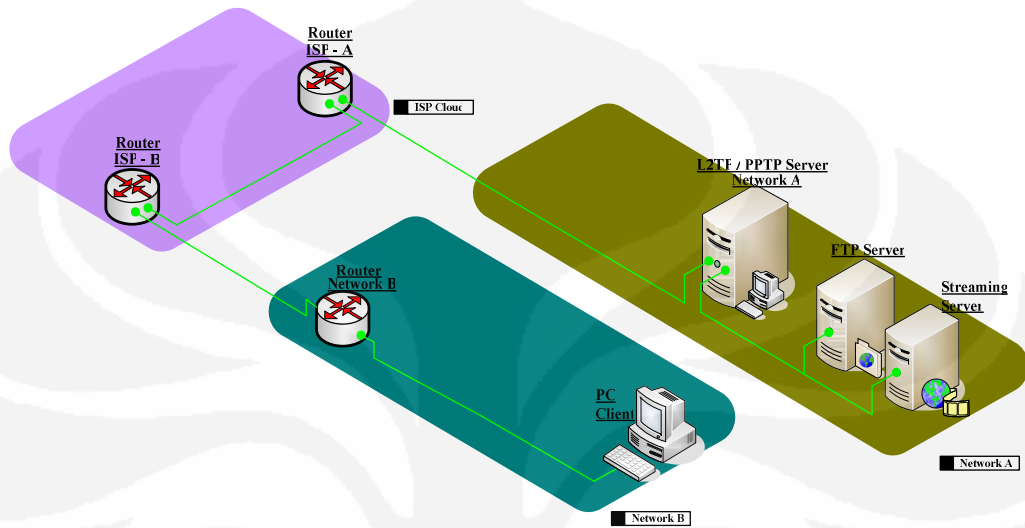 Router
ISP - A
ISP Cloud
Router
ISP - B
L2TP / PPTP Server
Network A
FTP Server
Streaming
Server
Router
Network B
PC
Client
Network A
Network B